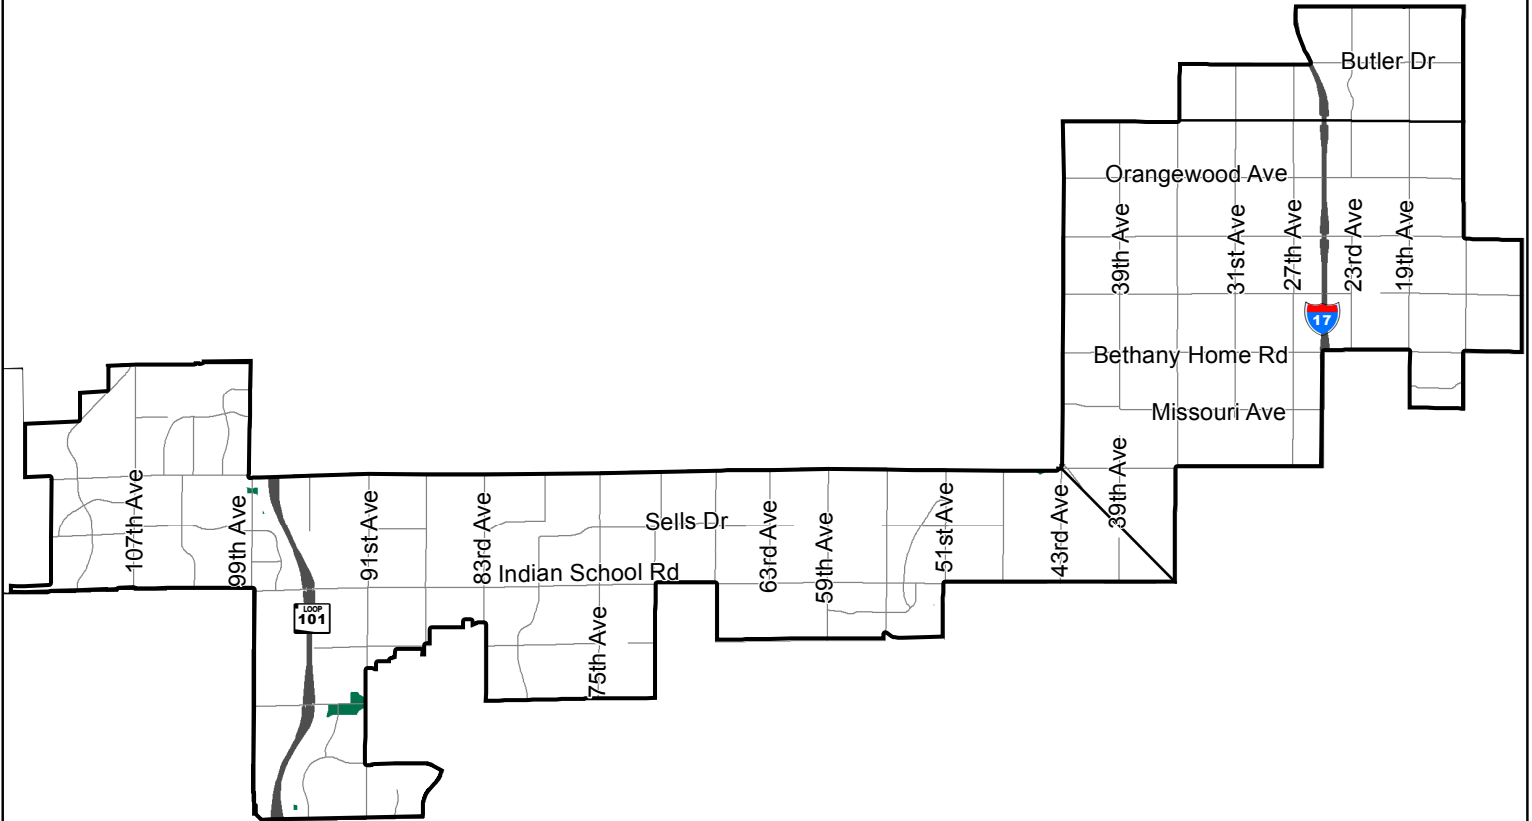 Butler Dr
Orangewood Ave
39th Ave
31st Ave
27th Ave
23rd Ave
19th Ave
17
Bethany Home Rd
Missouri Ave
107th Ave
99th Ave
91st Ave
83rd Ave
Sells Dr
63rd Ave
59th Ave
51st Ave
43rd Ave
39th Ave
Indian School Rd
LOOP
101
75th Ave